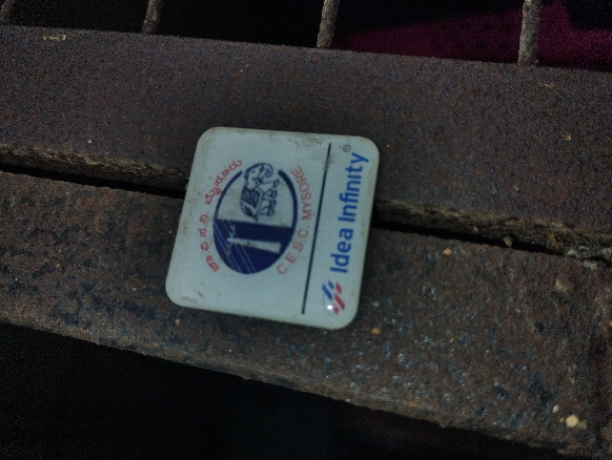 ಚಾ.ವಿ.ಸ.ನಿ ಮೈಸೂರು
C.E.S.C. MYSORE
Idea Infinity®